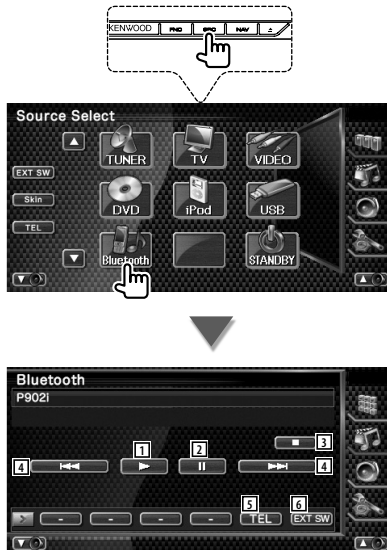 KENWOOD FNC SRC NAV
Source Select
TUNER TV VIDEO
EXT SW
Skin
DVD iPod USB
TEL
Bluetooth STANDBY
Bluetooth
P902i
1 2 3
4 4
5 6
TEL EXT SW